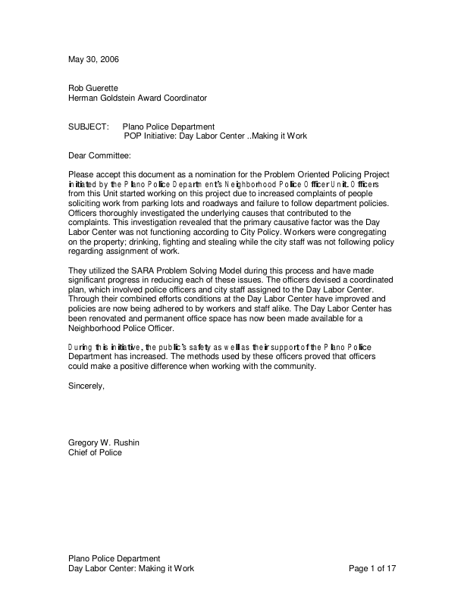 May 30, 2006
Rob Guerette
Herman Goldstein Award Coordinator
SUBJECT: Plano Police Department
POP Initiative: Day Labor Center ..Making it Work
Dear Committee:
Please accept this document as a nomination for the Problem Oriented Policing Project
initiated by the Plano Police Department's Neighborhood Police Officer Unit. Officers
from this Unit started working on this project due to increased complaints of people
soliciting work from parking lots and roadways and failure to follow department policies.
Officers thoroughly investigated the underlying causes that contributed to the
complaints. This investigation revealed that the primary causative factor was the Day
Labor Center was not functioning according to City Policy. Workers were congregating
on the property; drinking, fighting and stealing while the city staff was not following policy
regarding assignment of work.
They utilized the SARA Problem Solving Model during this process and have made
significant progress in reducing each of these issues. The officers devised a coordinated
plan, which involved police officers and city staff assigned to the Day Labor Center.
Through their combined efforts conditions at the Day Labor Center have improved and
policies are now being adhered to by workers and staff alike. The Day Labor Center has
been renovated and permanent office space has now been made available for a
Neighborhood Police Officer.
During this initiative, the public's safety as well as their support of the Plano Police
Department has increased. The methods used by these officers proved that officers
could make a positive difference when working with the community.
Sincerely,
Gregory W. Rushin
Chief of Police
Plano Police Department
Day Labor Center: Making it Work Page 1 of 17